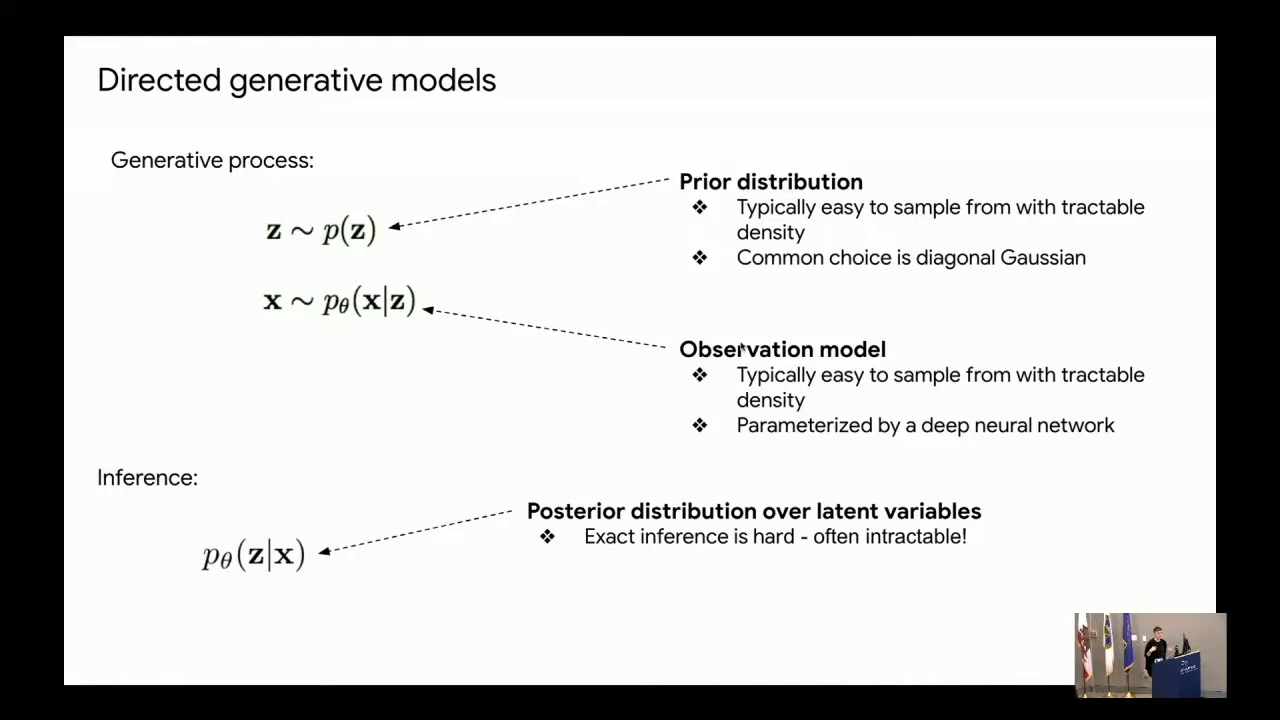 Directed generative models
Generative process:
Prior distribution
❖ Typically easy to sample from with tractable
density
❖ Common choice is diagonal Gaussian
z ∼ p(z)
x ∼ pθ(x|z)
Observation model
❖ Typically easy to sample from with tractable
density
❖ Parameterized by a deep neural network
Inference:
Posterior distribution over latent variables
❖ Exact inference is hard - often intractable!
pθ(z|x)